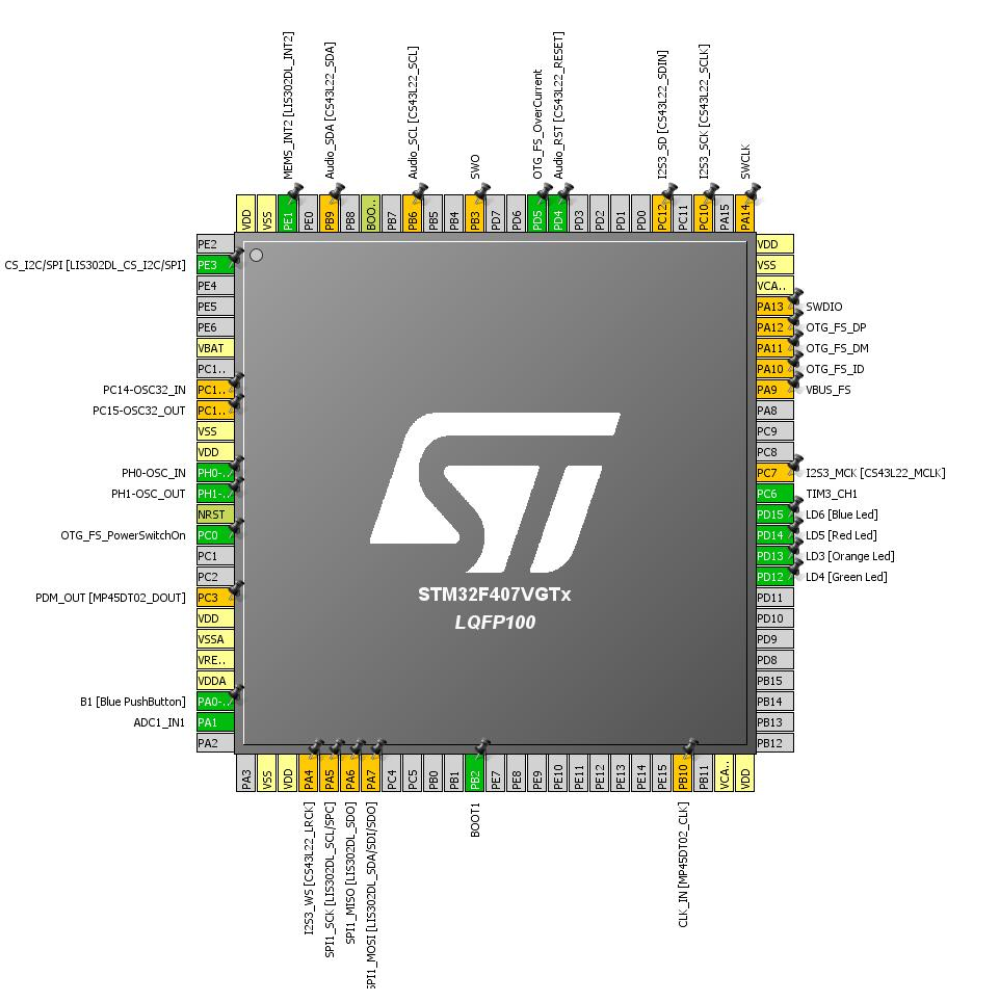 MEMS_INT2 [LIS302DL_INT2]
Audio_SDA [CS43L22_SDA]
Audio_SCL [CS43L22_SCL]
SWO
OTG_FS_OverCurrent
Audio_RST [CS43L22_RESET]
I2S3_SD [CS43L22_SDIN]
I2S3_SCK [CS43L22_SCLK]
SWCLK
VDD
VSS
PE1
PE0
PB9
PB8
BOO..
PB7
PB6
PB5
PB4
PB3
PD7
PD6
PD5
PD4
PD3
PD2
PD1
PD0
PC12
PC11
PC10
PA15
PA14
PE2
CS_I2C/SPI [LIS302DL_CS_I2C/SPI] PE3
PE4
PE5
PE6
VBAT
PC1..
PC14-OSC32_IN PC1..
PC15-OSC32_OUT PC1..
VSS
VDD
PH0-OSC_IN PH0-..
PH1-OSC_OUT PH1-..
NRST
OTG_FS_PowerSwitchOn PC0
PC1
PC2
PDM_OUT [MP45DT02_DOUT] PC3
VDD
VSSA
VRE..
VDDA
B1 [Blue PushButton] PA0-..
ADC1_IN1 PA1
PA2
ST
STM32F407VGTx
LQFP100
VDD
VSS
VCA..
PA13 SWDIO
PA12 OTG_FS_DP
PA11 OTG_FS_DM
PA10 OTG_FS_ID
PA9 VBUS_FS
PA8
PC9
PC8
PC7 I2S3_MCK [CS43L22_MCLK]
PC6 TIM3_CH1
PD15 LD6 [Blue Led]
PD14 LD5 [Red Led]
PD13 LD3 [Orange Led]
PD12 LD4 [Green Led]
PD11
PD10
PD9
PD8
PB15
PB14
PB13
PB12
PA3
VSS
VDD
PA4
PA5
PA6
PA7
PC4
PC5
PB0
PB1
PB2
PE7
PE8
PE9
PE10
PE11
PE12
PE13
PE14
PE15
PB10
PB11
VCA..
VDD
I2S3_WS [CS43L22_LRCK]
SPI1_SCK [LIS302DL_SCL/SPC]
SPI1_MISO [LIS302DL_SDO]
SPI1_MOSI [LIS302DL_SDA/SDI/SDO]
BOOT1
CLK_IN [MP45DT02_CLK]